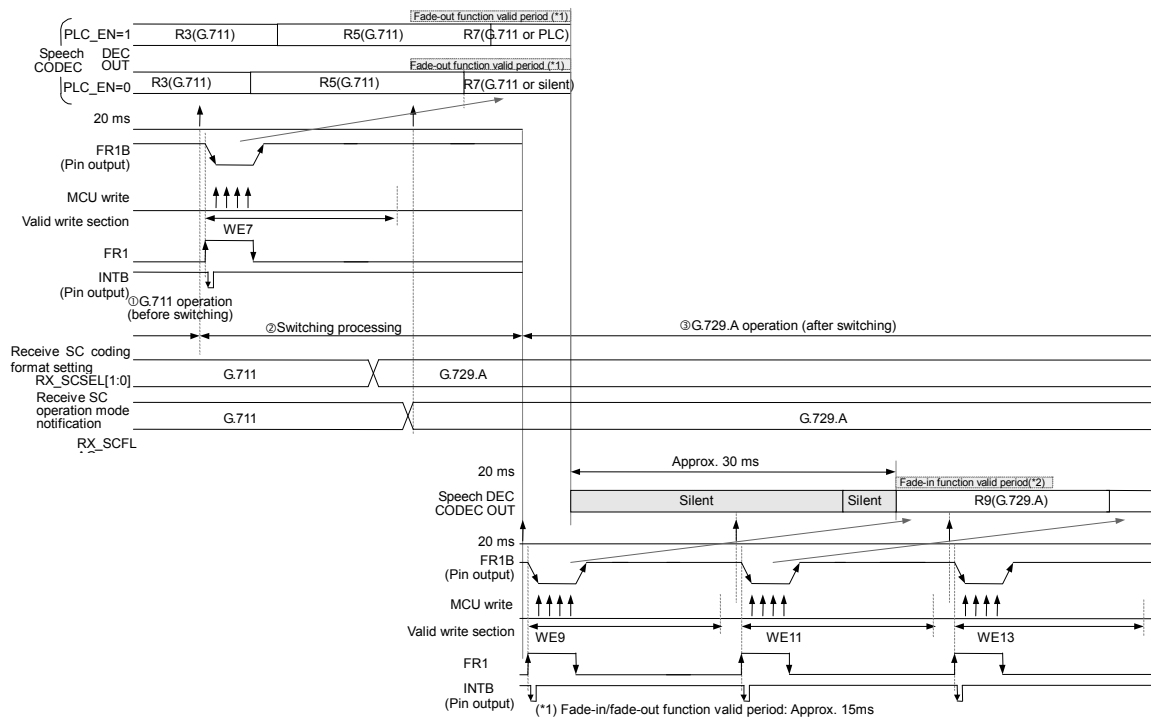 Fade-out function valid period (*1)
PLC_EN=1
R3(G.711)
R5(G.711)
R7(G.711 or PLC)
Speech CODEC
DEC OUT
Fade-out function valid period (*1)
PLC_EN=0
R3(G.711)
R5(G.711)
R7(G.711 or silent)
20 ms
FR1B
(Pin output)
MCU write
Valid write section
WE7
FR1
INTB
(Pin output)
①G.711 operation
(before switching)
②Switching processing
③G.729.A operation (after switching)
Receive SC coding
format setting
RX_SCSEL[1:0]
G.711
G.729.A
Receive SC
operation mode
notification
G.711
G.729.A
RX_SCFL
20 ms
Approx. 30 ms
Fade-in function valid period(*2)
Speech DEC
CODEC OUT
Silent
Silent
R9(G.729.A)
20 ms
FR1B
(Pin output)
MCU write
Valid write section
WE9
WE11
WE13
FR1
INTB
(Pin output)
(*1) Fade-in/fade-out function valid period: Approx. 15ms